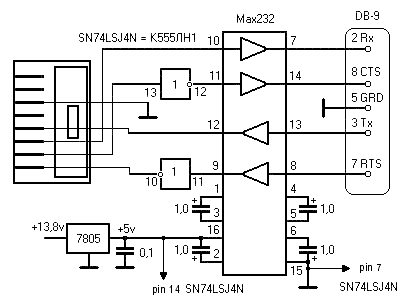 Max232
DB-9
SN74LSJ4N = К555ЛН1
10
7
2 Rx
1
11
14
8 CTS
13
12
5 GRD
12
13
3 Tx
1
9
8
7 RTS
10
11
1
4
+
1,0
3
+
1,0
5
+13,8v
7805
+5v
16
6
0,1
1,0
+
2
+
1,0
15
pin 7
pin 14 SN74LSJ4N
SN74LSJ4N